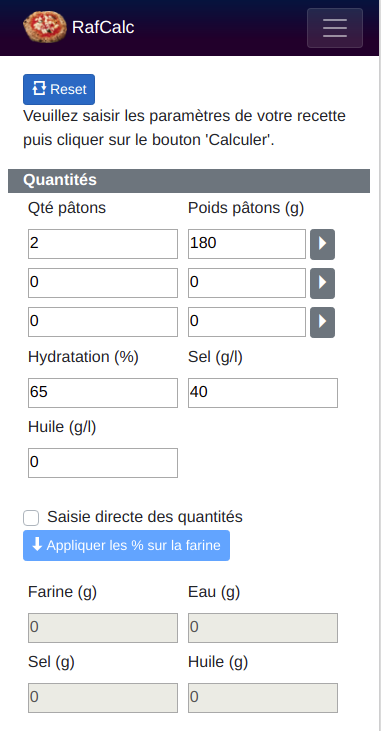 RafCalc
Reset
Veuillez saisir les paramètres de votre recette
puis cliquer sur le bouton 'Calculer'.
Quantités
Qté pâtons Poids pâtons (g)
2 180
0 0
0 0
Hydratation (%) Sel (g/l)
65 40
Huile (g/l)
0
Saisie directe des quantités
Appliquer les % sur la farine
Farine (g) Eau (g)
0 0
Sel (g) Huile (g)
0 0